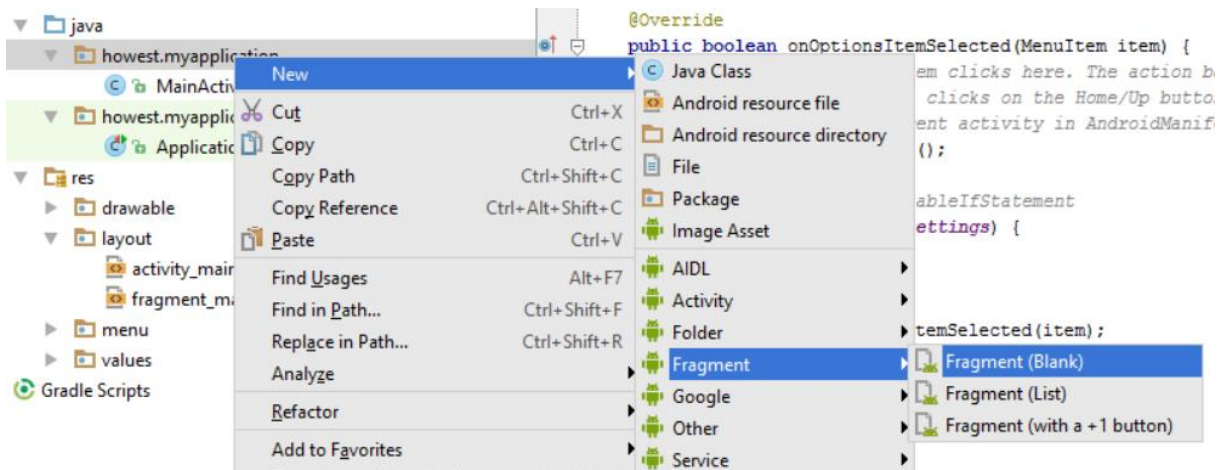 java
howest.myapplication
MainActiv
howest.myapplic
Applicatio
res
drawable
layout
activity_mair
fragment_ma
menu
values
Gradle Scripts
New
Cut Ctrl+X
Copy Ctrl+C
Copy Path Ctrl+Shift+C
Copy Reference Ctrl+Alt+Shift+C
Paste Ctrl+V
Find Usages Alt+F7
Find in Path... Ctrl+Shift+F
Replace in Path... Ctrl+Shift+R
Analyze
Refactor
Add to Favorites
Java Class
Android resource file
Android resource directory
File
Package
Image Asset
AIDL
Activity
Folder
Fragment
Google
Other
Service
Fragment (Blank)
Fragment (List)
Fragment (with a +1 button)
@Override
public boolean onOptionsItemSelected(MenuItem item) {
em clicks here. The action ba
clicks on the Home/Up butto
ent activity in AndroidManif
();
ableIfStatement
ettings) {
temSelected(item);